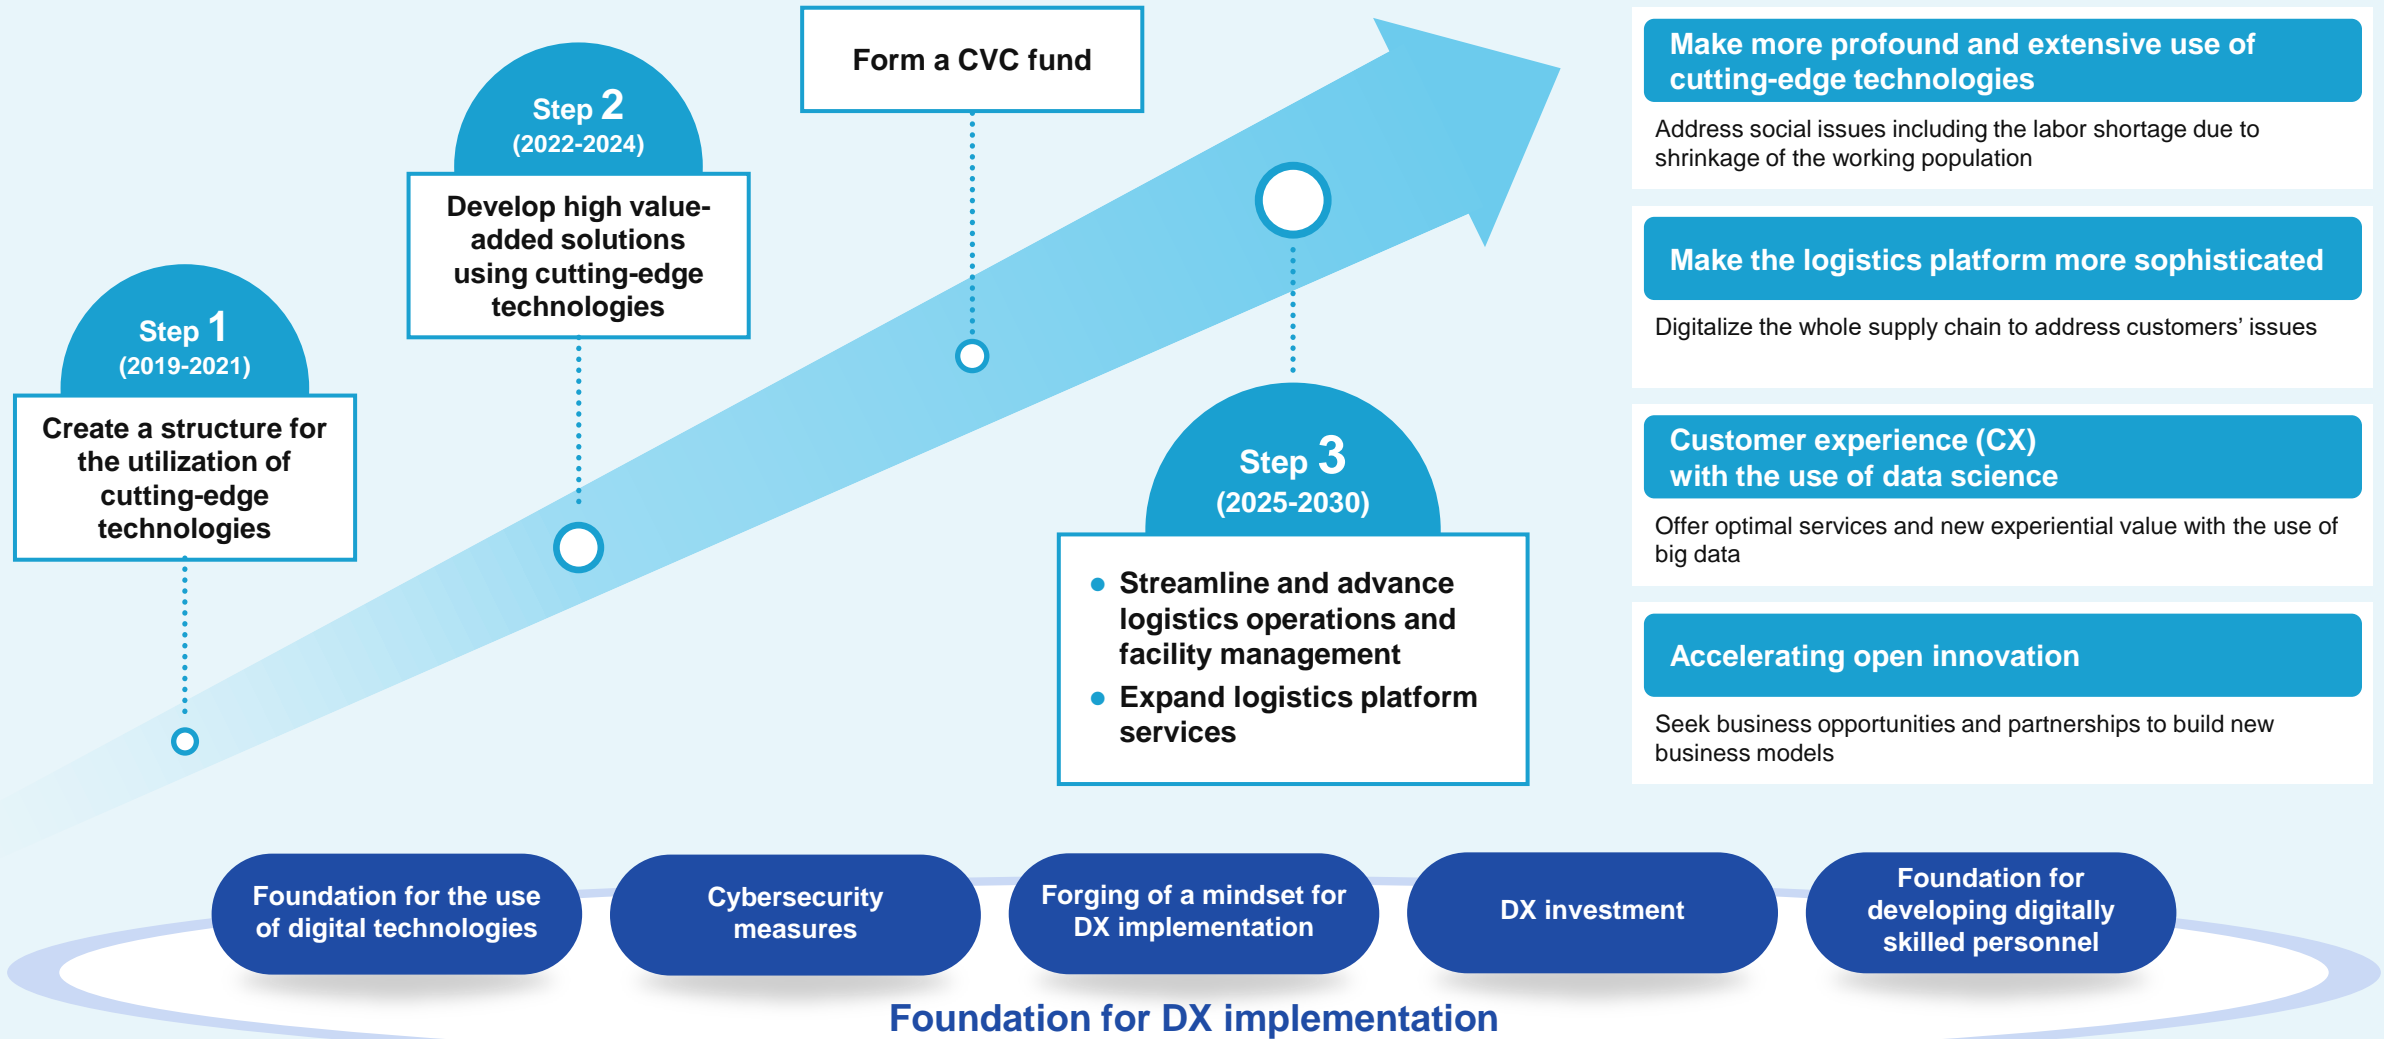 Step 1
(2019-2021)
Create a structure for
the utilization of
cutting-edge
technologies
Step 2
(2022-2024)
Develop high value-
added solutions
using cutting-edge
technologies
Form a CVC fund
Step 3
(2025-2030)
● Streamline and advance
logistics operations and
facility management
● Expand logistics platform
services
Make more profound and extensive use of
cutting-edge technologies
Address social issues including the labor shortage due to
shrinkage of the working population
Make the logistics platform more sophisticated
Digitalize the whole supply chain to address customers’ issues
Customer experience (CX)
with the use of data science
Offer optimal services and new experiential value with the use of
big data
Accelerating open innovation
Seek business opportunities and partnerships to build new
business models
Foundation for the use
of digital technologies
Cybersecurity
measures
Forging of a mindset for
DX implementation
DX investment
Foundation for
developing digitally
skilled personnel
Foundation for DX implementation